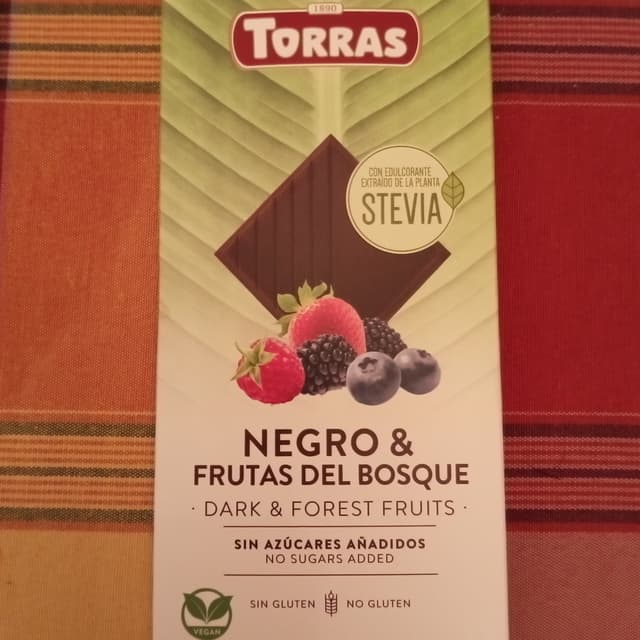 1890
TORRAS
CON EDULCORANTE
EXTRAÍDO DE LA PLANTA
STEVIA
NEGRO &
FRUTAS DEL BOSQUE
· DARK & FOREST FRUITS ·
SIN AZÚCARES AÑADIDOS
NO SUGARS ADDED
SIN GLUTEN NO GLUTEN
VEGAN